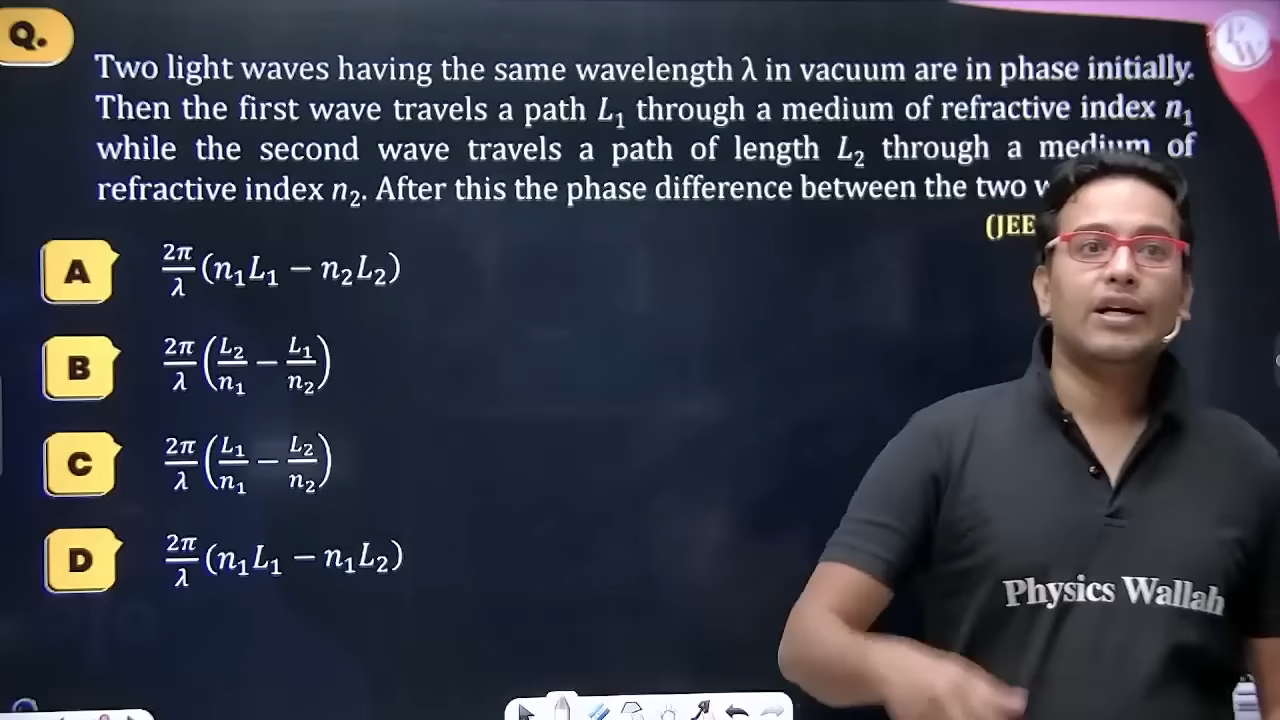 Q.
PW
Two light waves having the same wavelength λ in vacuum are in phase initially.
Then the first wave travels a path L₁ through a medium of refractive index n₁
while the second wave travels a path of length L₂ through a medium of
refractive index n₂. After this the phase difference between the two
(JEE
A 2π/λ (n₁L₁ − n₂L₂)
B 2π/λ (L₂/n₁ − L₁/n₂)
C 2π/λ (L₁/n₁ − L₂/n₂)
D 2π/λ (n₁L₁ − n₁L₂)
Physics Wallah